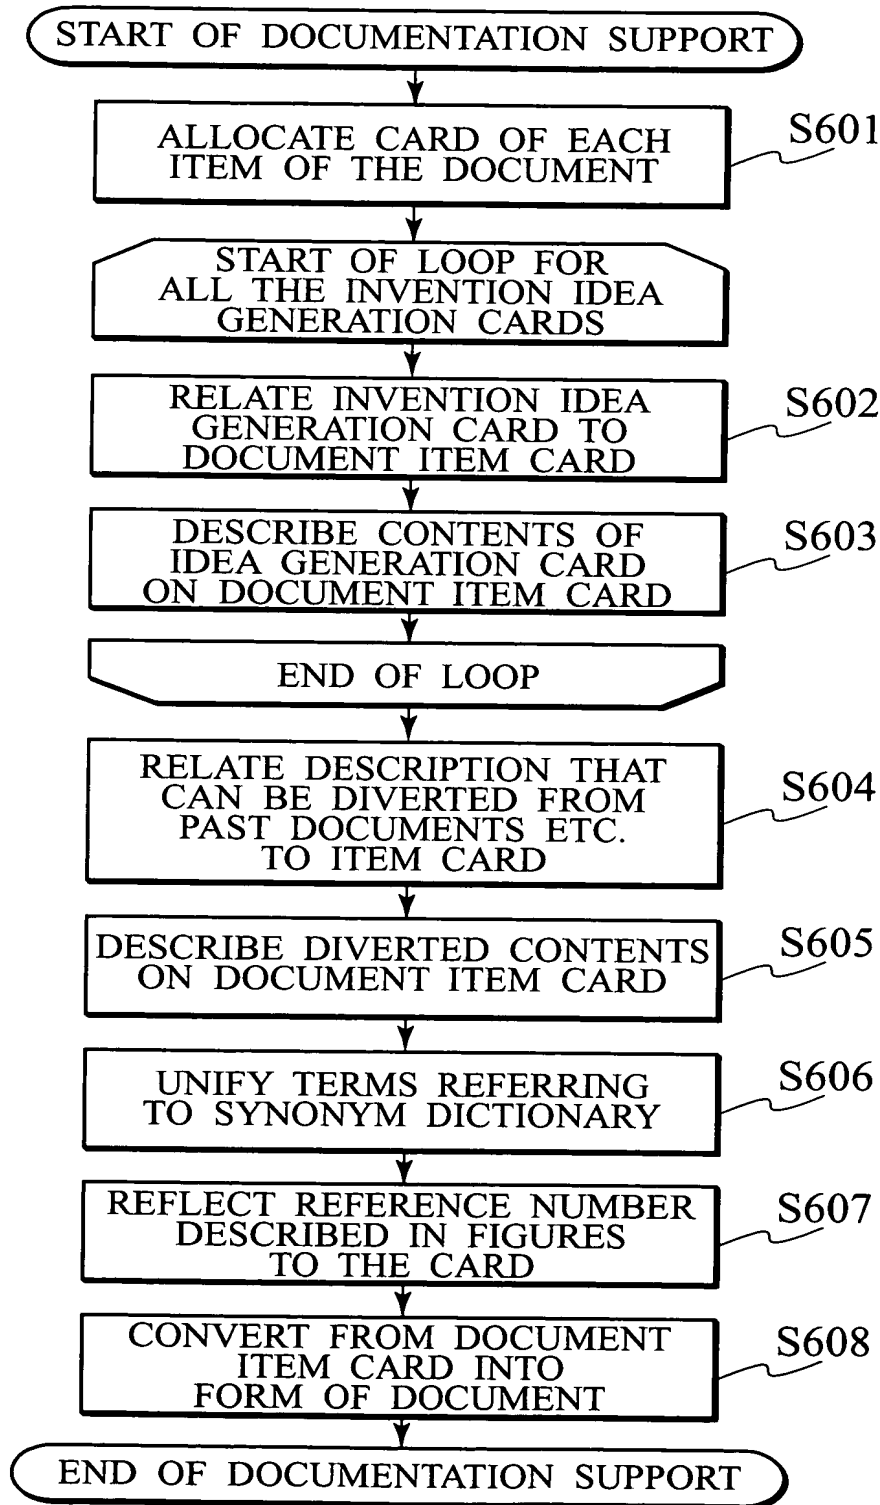 START OF DOCUMENTATION SUPPORT
S601
ALLOCATE CARD OF EACH
ITEM OF THE DOCUMENT
START OF LOOP FOR
ALL THE INVENTION IDEA
GENERATION CARDS
S602
RELATE INVENTION IDEA
GENERATION CARD TO
DOCUMENT ITEM CARD
S603
DESCRIBE CONTENTS OF
IDEA GENERATION CARD
ON DOCUMENT ITEM CARD
END OF LOOP
S604
RELATE DESCRIPTION THAT
CAN BE DIVERTED FROM
PAST DOCUMENTS ETC.
TO ITEM CARD
S605
DESCRIBE DIVERTED CONTENTS
ON DOCUMENT ITEM CARD
S606
UNIFY TERMS REFERRING
TO SYNONYM DICTIONARY
S607
REFLECT REFERENCE NUMBER
DESCRIBED IN FIGURES
TO THE CARD
S608
CONVERT FROM DOCUMENT
ITEM CARD INTO
FORM OF DOCUMENT
END OF DOCUMENTATION SUPPORT